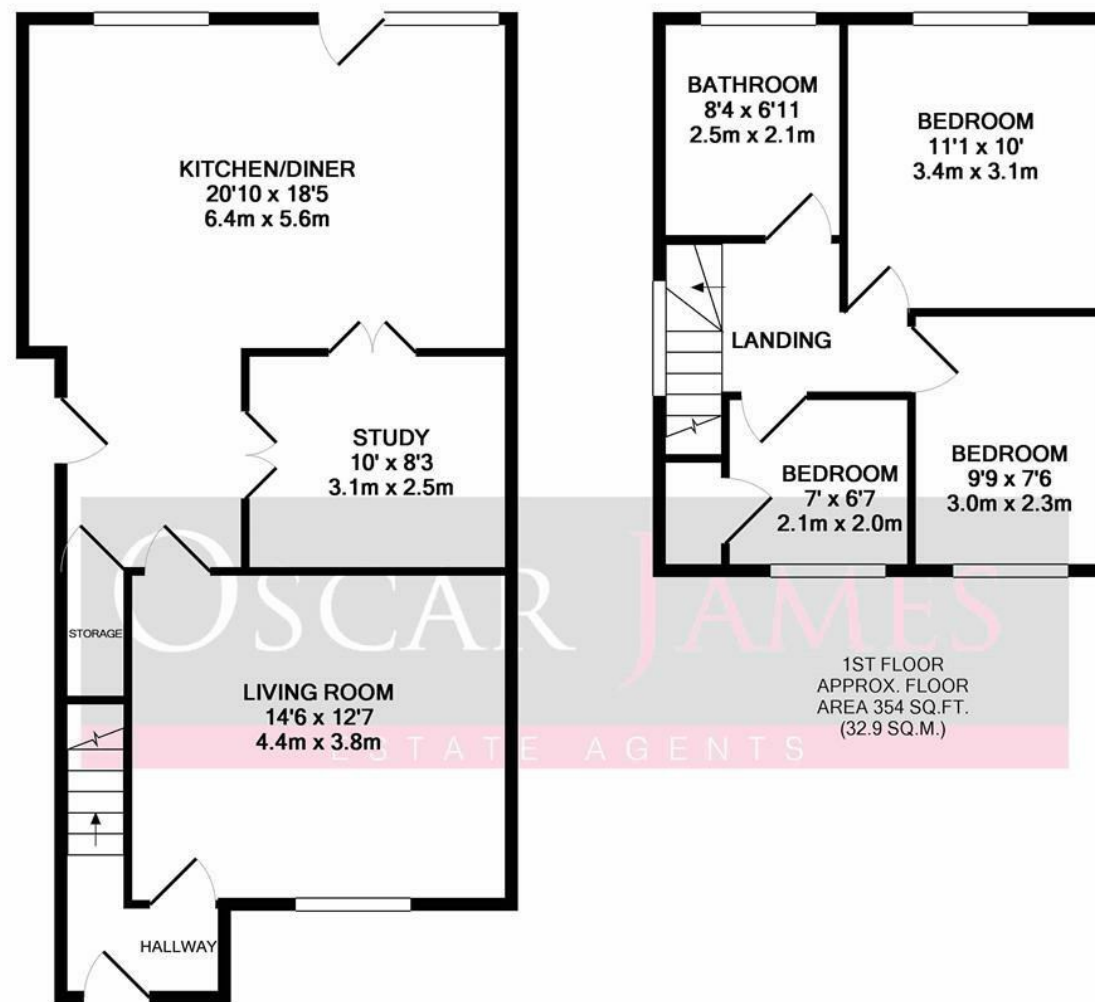 KITCHEN/DINER
20'10 x 18'5
6.4m x 5.6m
STUDY
10' x 8'3
3.1m x 2.5m
STORAGE
LIVING ROOM
14'6 x 12'7
4.4m x 3.8m
HALLWAY
BATHROOM
8'4 x 6'11
2.5m x 2.1m
BEDROOM
11'1 x 10'
3.4m x 3.1m
LANDING
BEDROOM
7' x 6'7
2.1m x 2.0m
BEDROOM
9'9 x 7'6
3.0m x 2.3m
OSCAR JAMES
ESTATE AGENTS
1ST FLOOR
APPROX. FLOOR
AREA 354 SQ.FT.
(32.9 SQ.M.)